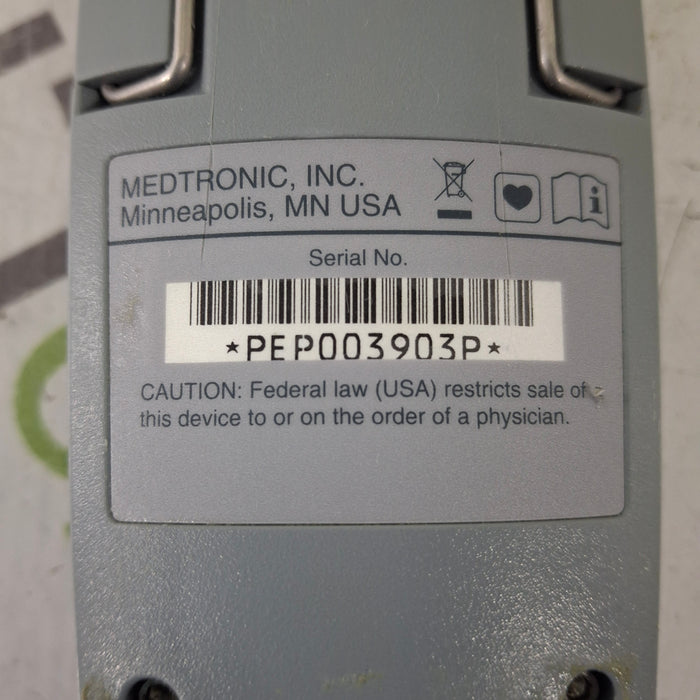 MEDTRONIC, INC.
Minneapolis, MN USA
i
Serial No.
*PEP003903P*
CAUTION: Federal law (USA) restricts sale of
this device to or on the order of a physician.